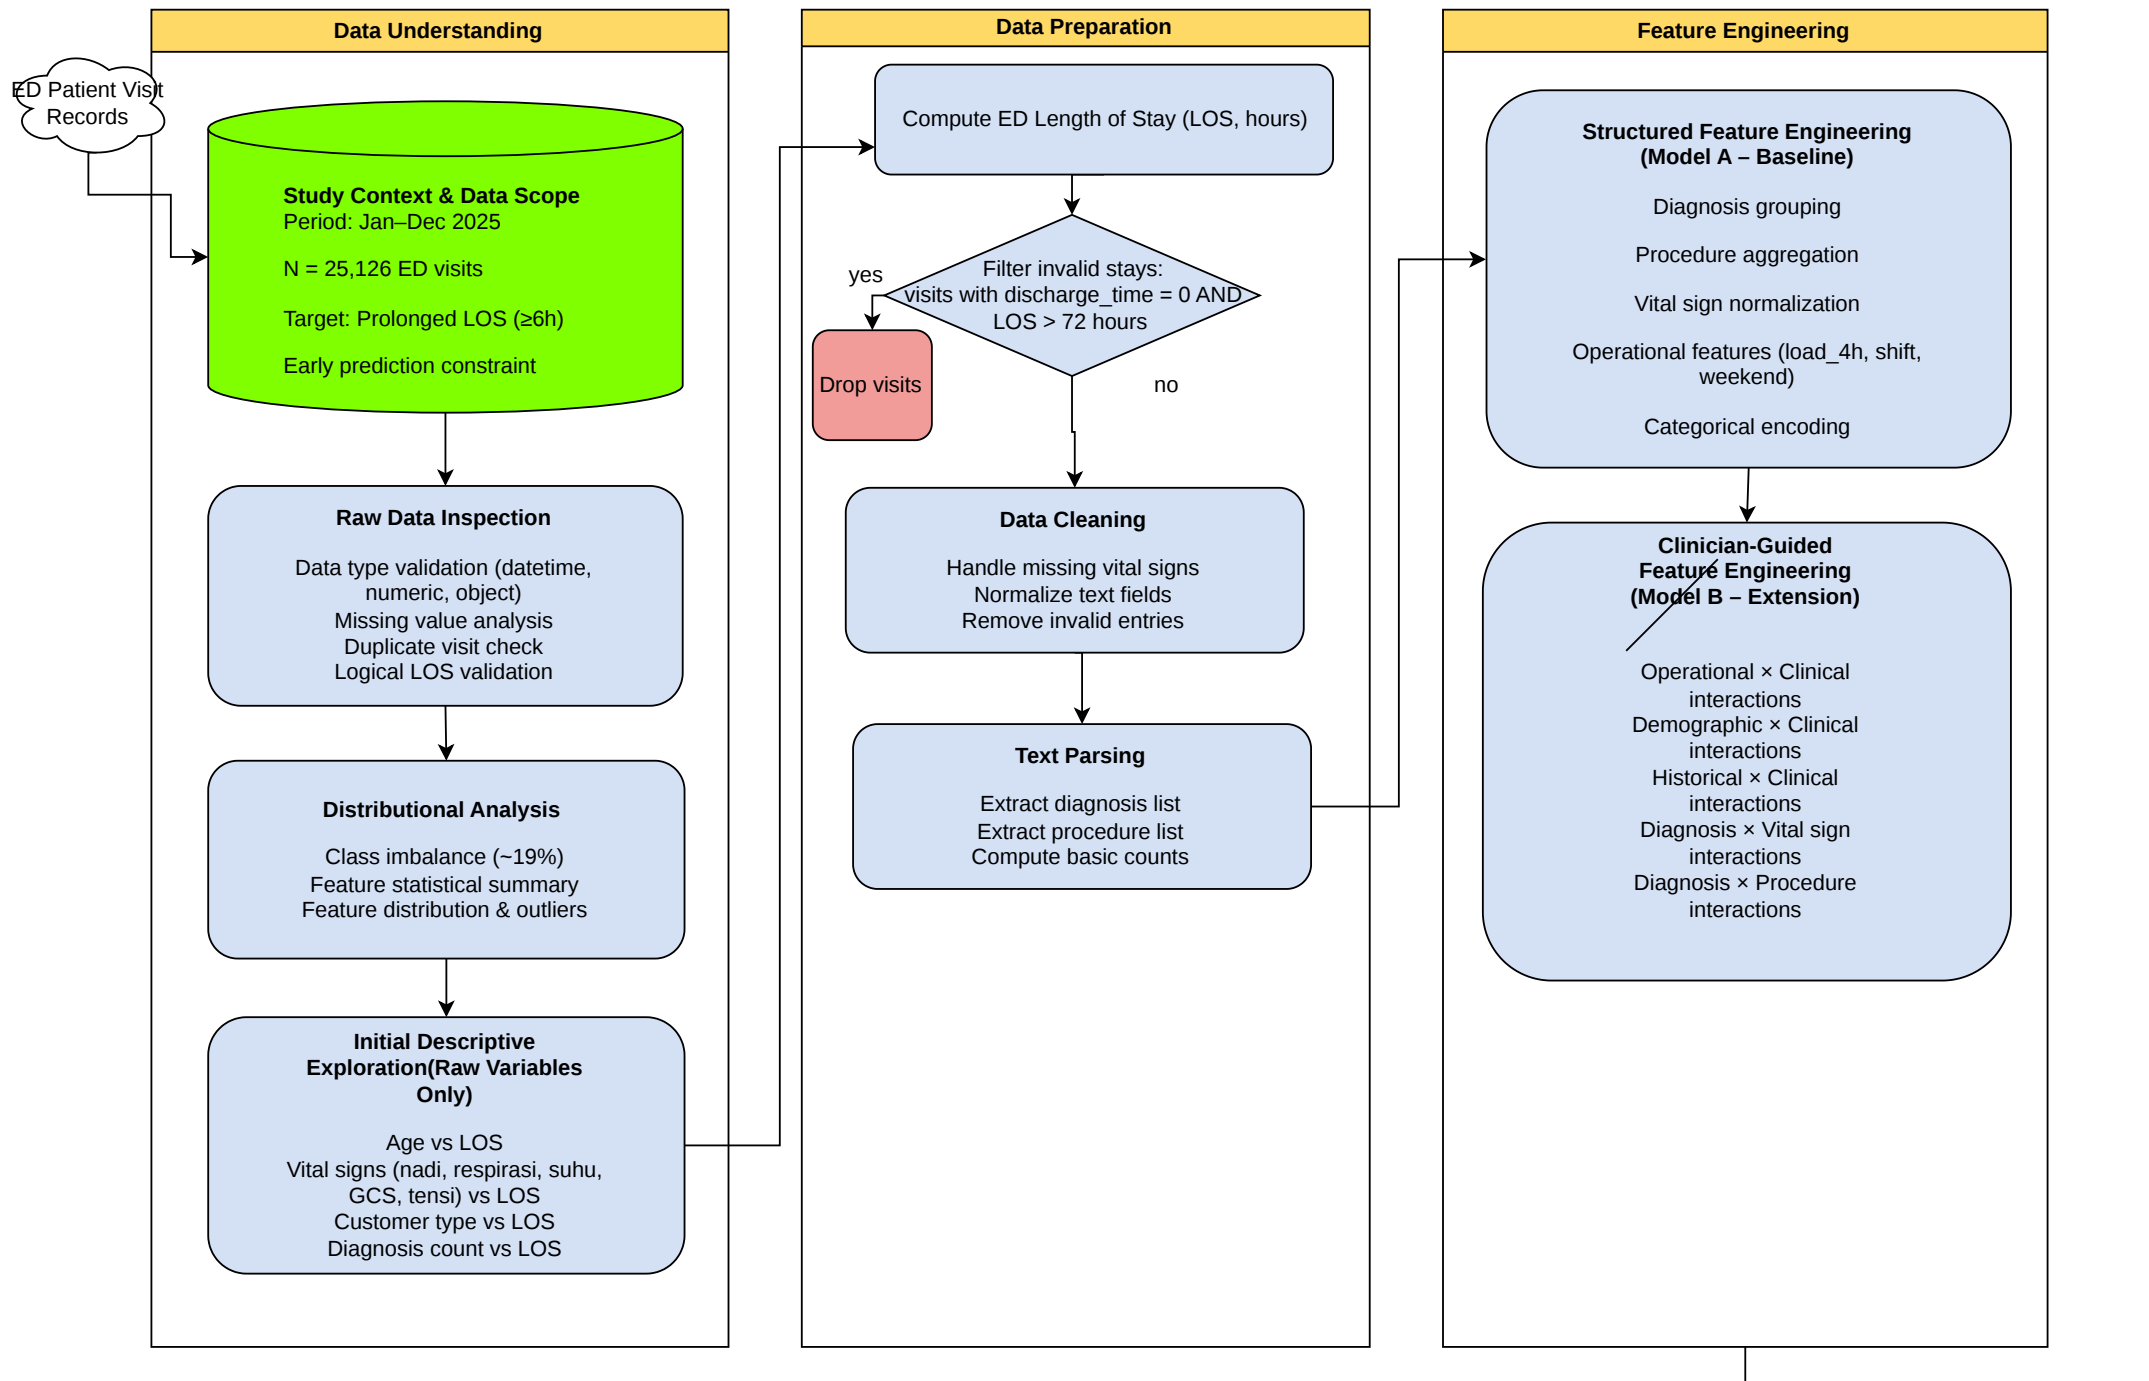 Data Understanding
ED Patient Visit
Records
Study Context & Data Scope
Period: Jan–Dec 2025
N = 25,126 ED visits
Target: Prolonged LOS (≥6h)
Early prediction constraint
Raw Data Inspection
Data type validation (datetime,
numeric, object)
Missing value analysis
Duplicate visit check
Logical LOS validation
Distributional Analysis
Class imbalance (~19%)
Feature statistical summary
Feature distribution & outliers
Initial Descriptive
Exploration(Raw Variables
Only)
Age vs LOS
Vital signs (nadi, respirasi, suhu,
GCS, tensi) vs LOS
Customer type vs LOS
Diagnosis count vs LOS
Data Preparation
Compute ED Length of Stay (LOS, hours)
Filter invalid stays:
visits with discharge_time = 0 AND
LOS > 72 hours
yes
Drop visits
no
Data Cleaning
Handle missing vital signs
Normalize text fields
Remove invalid entries
Text Parsing
Extract diagnosis list
Extract procedure list
Compute basic counts
Feature Engineering
Structured Feature Engineering
(Model A – Baseline)
Diagnosis grouping
Procedure aggregation
Vital sign normalization
Operational features (load_4h, shift,
weekend)
Categorical encoding
Clinician-Guided
Feature Engineering
(Model B – Extension)
Operational × Clinical
interactions
Demographic × Clinical
interactions
Historical × Clinical
interactions
Diagnosis × Vital sign
interactions
Diagnosis × Procedure
interactions